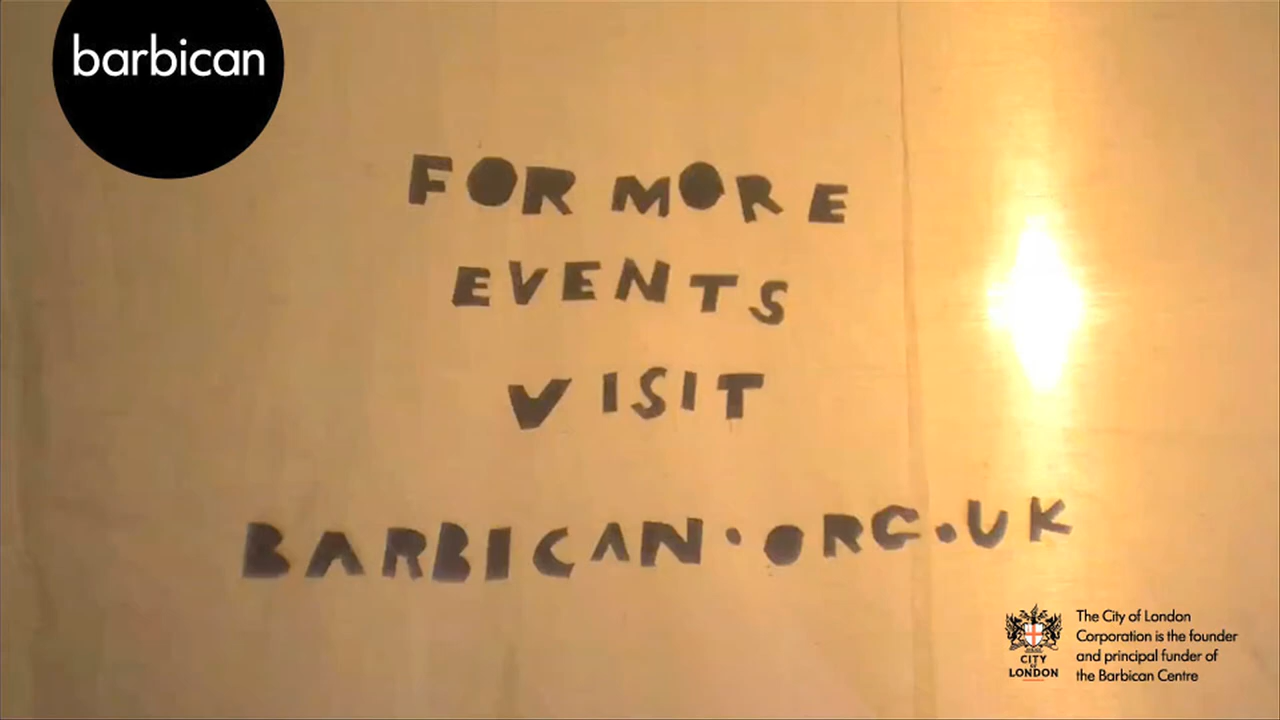 barbican
FOR MORE
EVENTS
VISIT
BARBICAN.ORG.UK
CITY
OF
LONDON
The City of London
Corporation is the founder
and principal funder of
the Barbican Centre